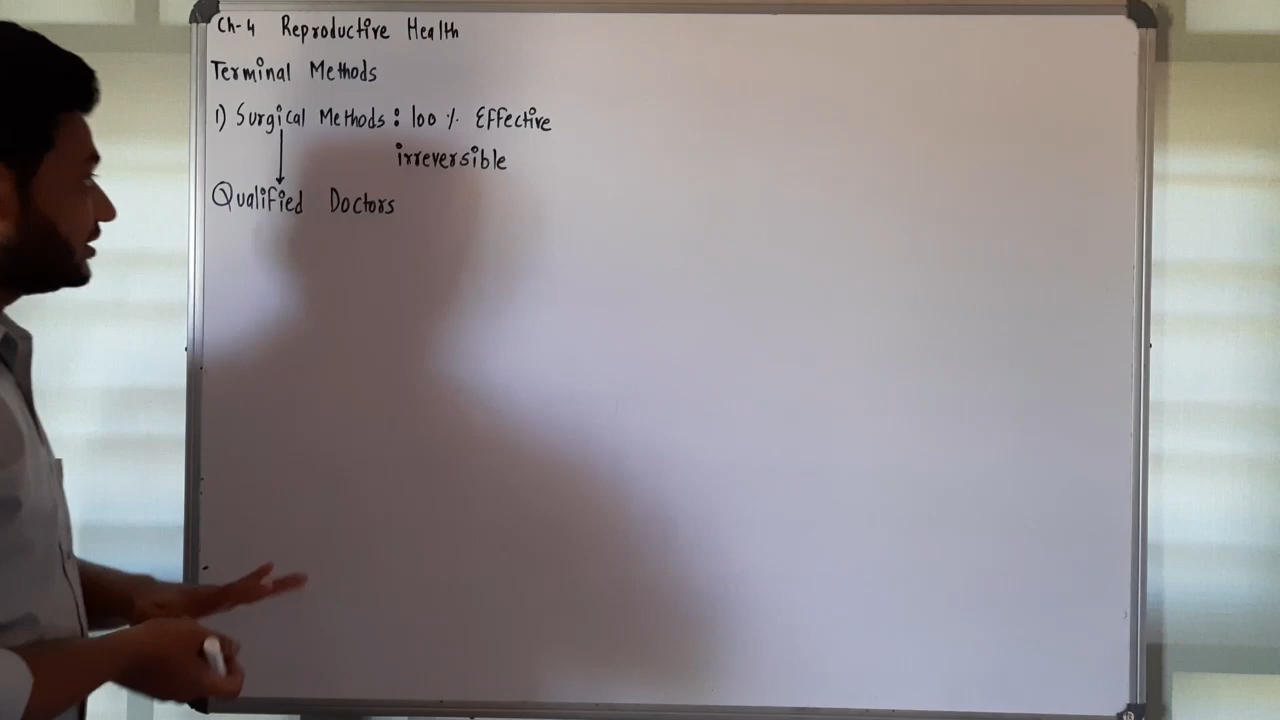 Ch-4 Reproductive Health
Terminal Methods
1) Surgical Methods : 100 % Effective
irreversible
Qualified Doctors